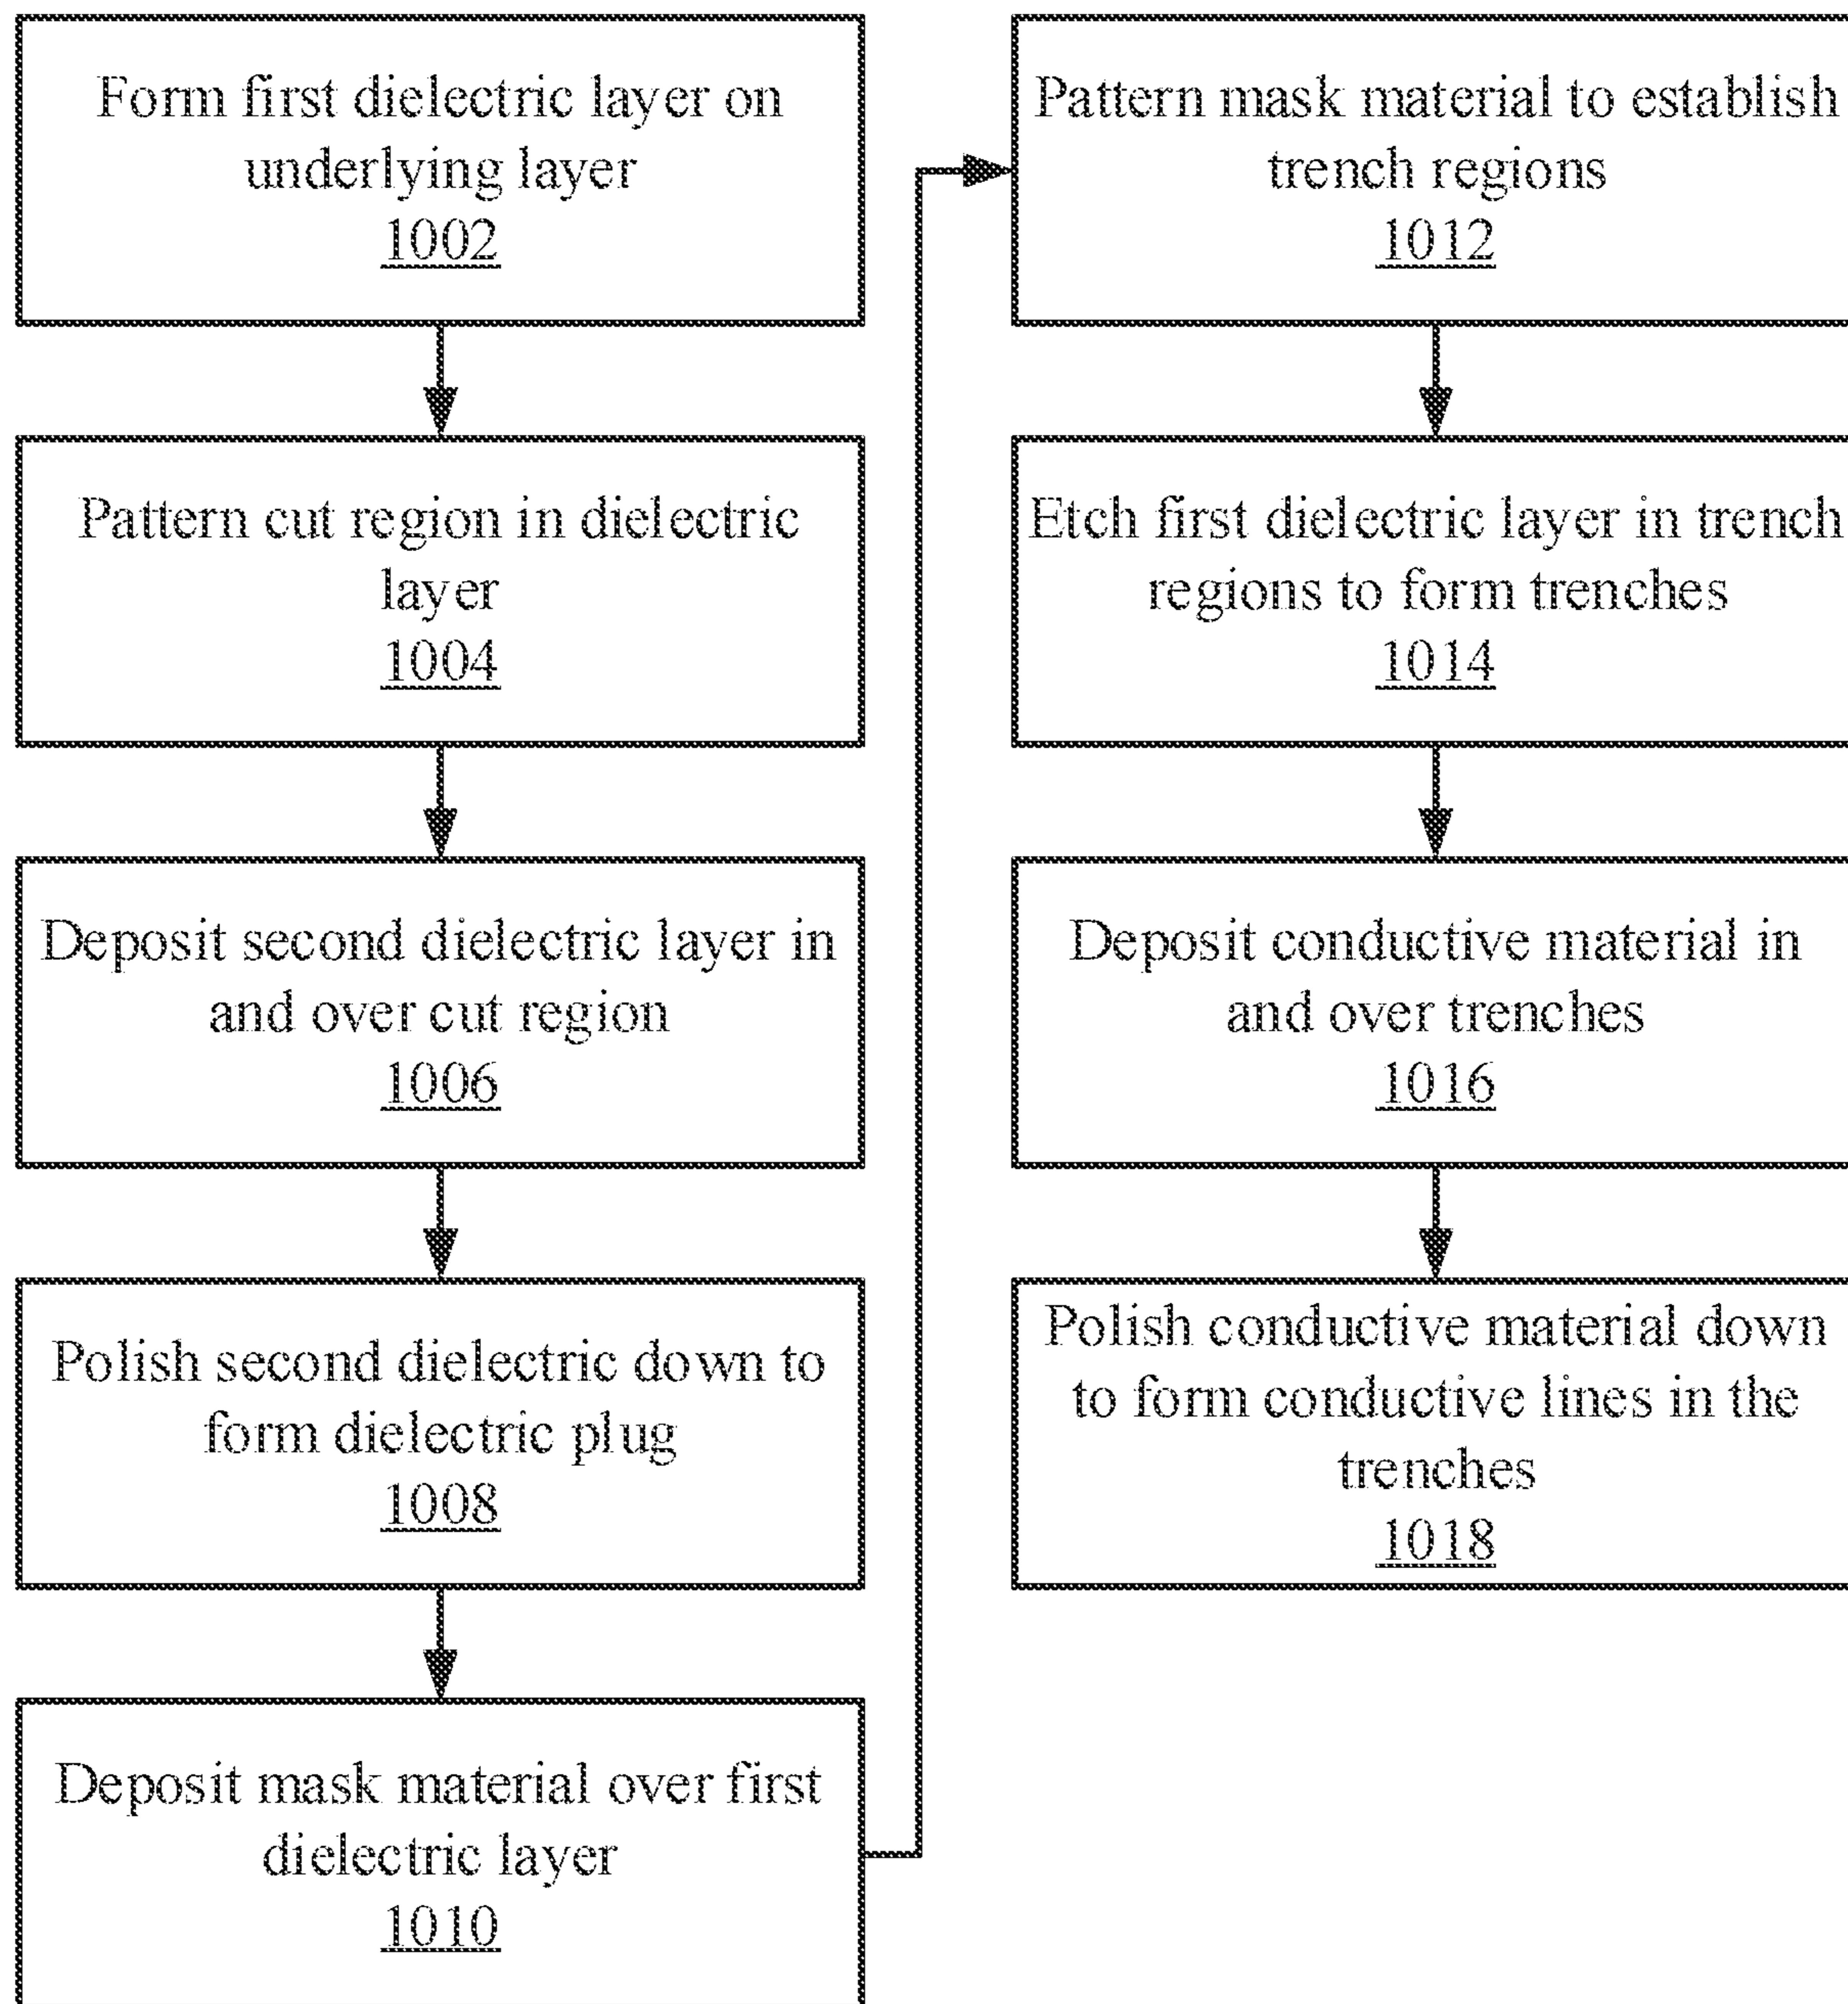 Form first dielectric layer on
underlying layer
1002
Pattern cut region in dielectric
layer
1004
Deposit second dielectric layer in
and over cut region
1006
Polish second dielectric down to
form dielectric plug
1008
Deposit mask material over first
dielectric layer
1010
Pattern mask material to establish
trench regions
1012
Etch first dielectric layer in trench
regions to form trenches
1014
Deposit conductive material in
and over trenches
1016
Polish conductive material down
to form conductive lines in the
trenches
1018